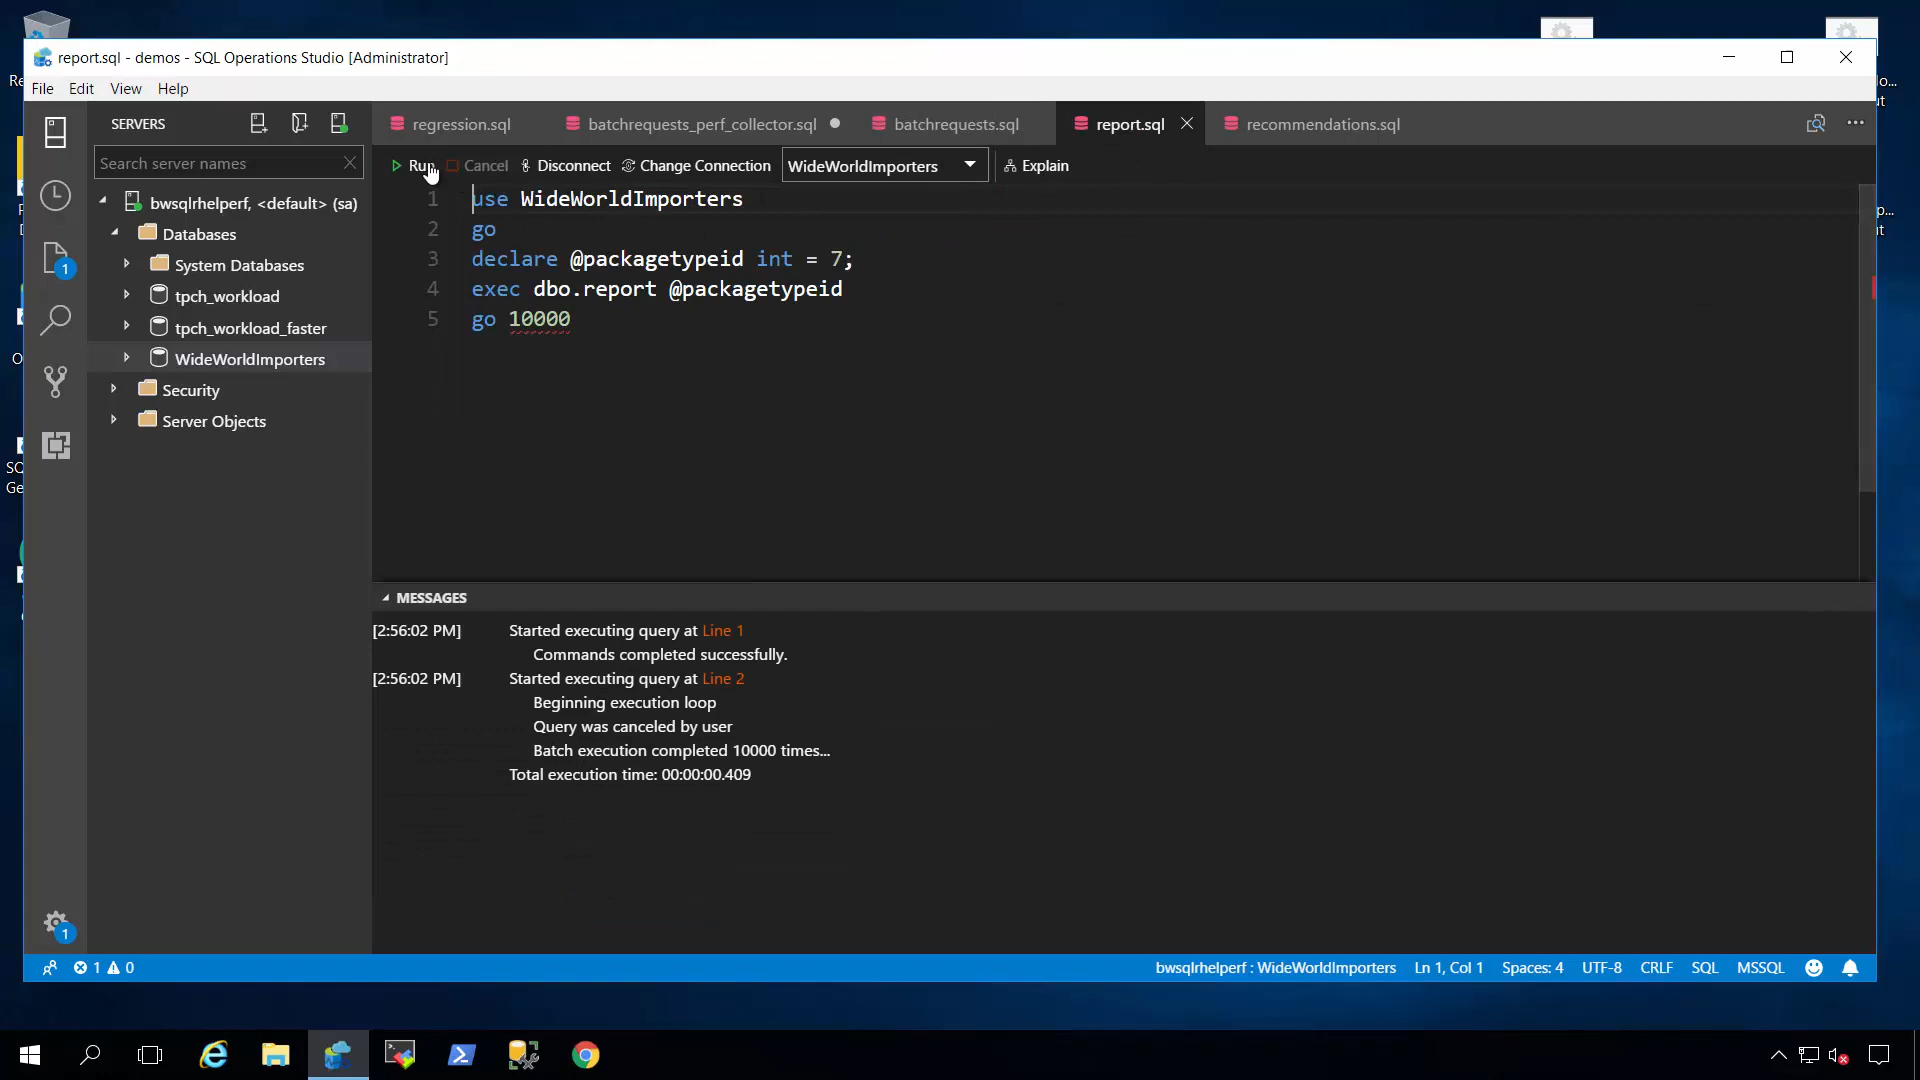 report.sql - demos - SQL Operations Studio [Administrator]
File Edit View Help
SERVERS
regression.sql batchrequests_perf_collector.sql batchrequests.sql report.sql recommendations.sql
Search server names
Run Cancel Disconnect Change Connection WideWorldImporters Explain
bwsqlrhelperf, <default> (sa)
Databases
System Databases
tpch_workload
tpch_workload_faster
WideWorldImporters
Security
Server Objects
1 use WideWorldImporters
2 go
3 declare @packagetypeid int = 7;
4 exec dbo.report @packagetypeid
5 go 10000
1
MESSAGES
[2:56:02 PM] Started executing query at Line 1
Commands completed successfully.
[2:56:02 PM] Started executing query at Line 2
Beginning execution loop
Query was canceled by user
Batch execution completed 10000 times...
Total execution time: 00:00:00.409
1
1 0 bwsqlrhelperf : WideWorldImporters Ln 1, Col 1 Spaces: 4 UTF-8 CRLF SQL MSSQL